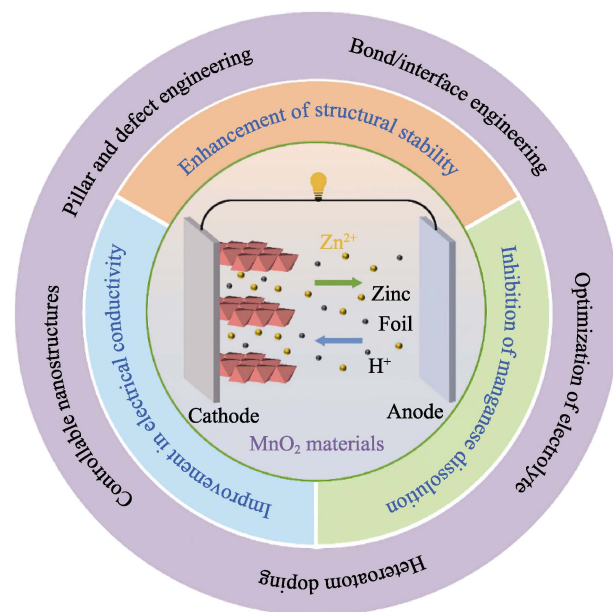 Pillar and defect engineering
Bond/interface engineering
Optimization of electrolyte
Heteroatom doping
Controllable nanostructures
Enhancement of structural stability
Inhibition of manganese dissolution
Improvement in electrical conductivity
Zn²⁺
Zinc
Foil
H⁺
Cathode
Anode
MnO₂ materials